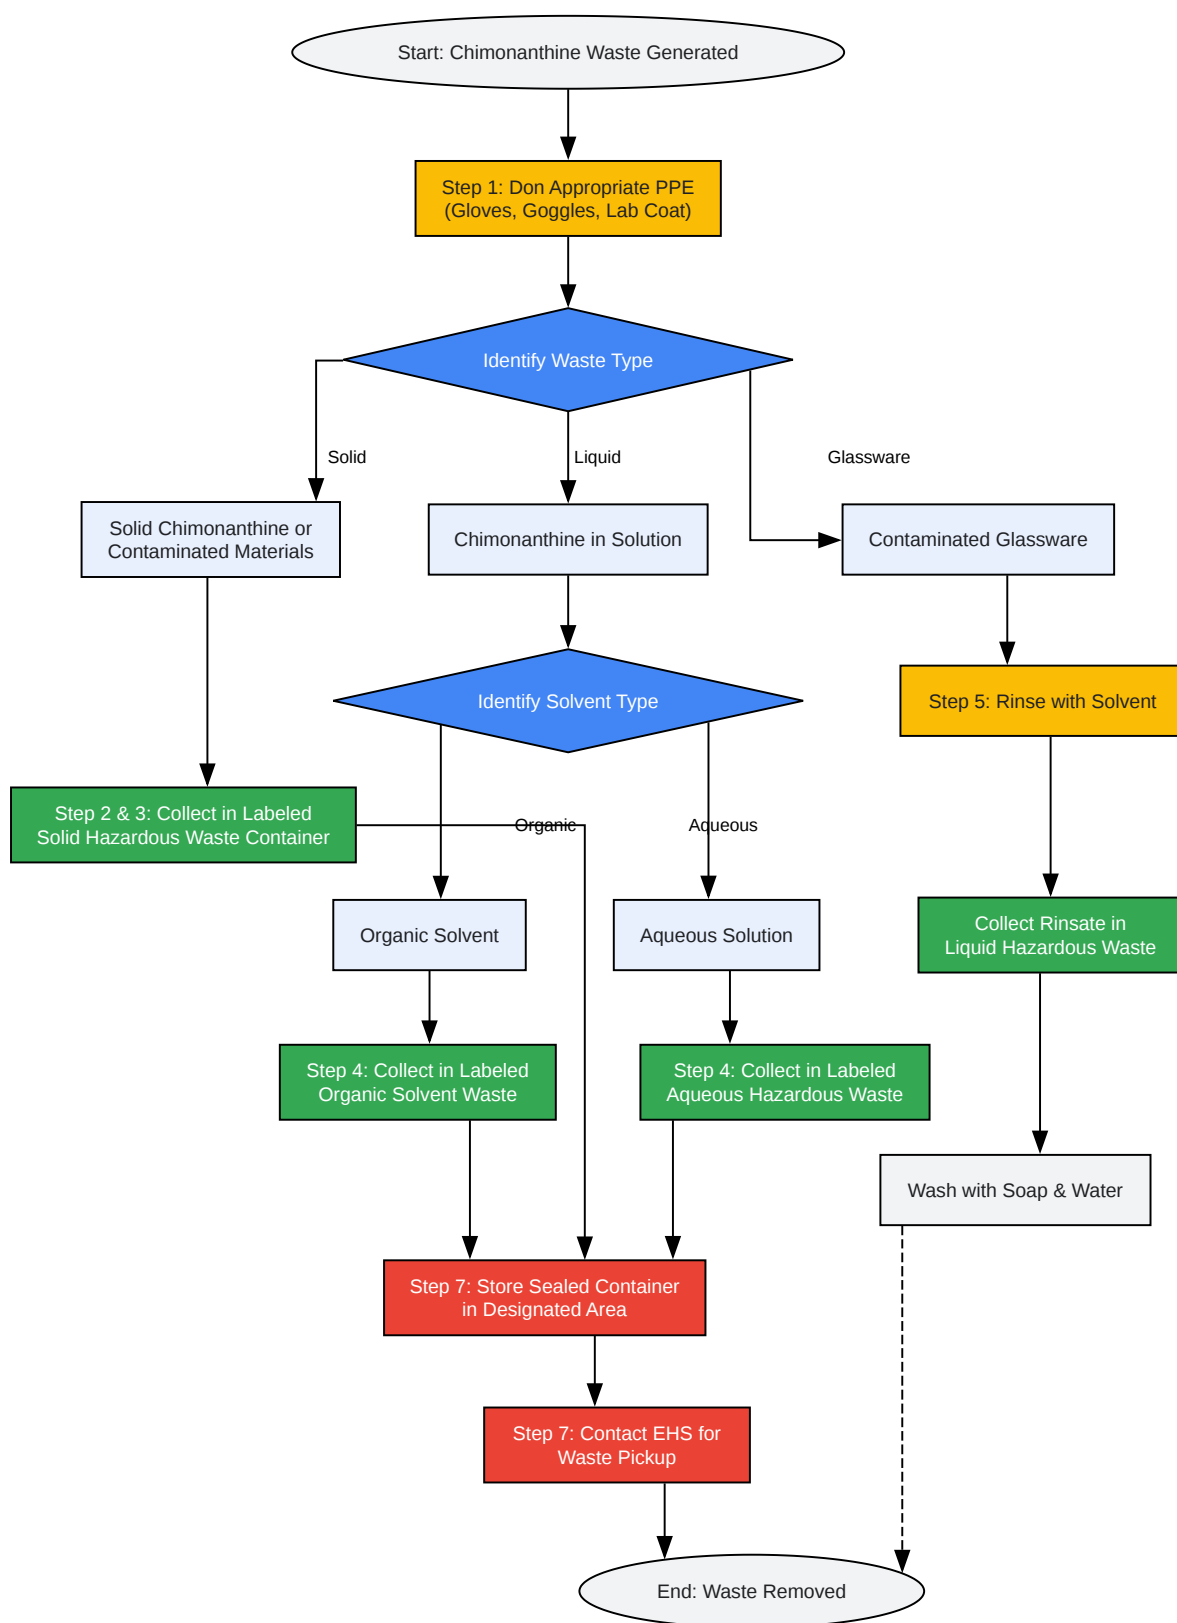 Start: Chimonanthine Waste Generated
Step 1: Don Appropriate PPE
(Gloves, Goggles, Lab Coat)
Identify Waste Type
Solid
Liquid
Glassware
Solid Chimonanthine or
Contaminated Materials
Chimonanthine in Solution
Contaminated Glassware
Identify Solvent Type
Step 5: Rinse with Solvent
Step 2 & 3: Collect in Labeled
Solid Hazardous Waste Container
Organic
Aqueous
Organic Solvent
Aqueous Solution
Collect Rinsate in
Liquid Hazardous Waste
Step 4: Collect in Labeled
Organic Solvent Waste
Step 4: Collect in Labeled
Aqueous Hazardous Waste
Wash with Soap & Water
Step 7: Store Sealed Container
in Designated Area
Step 7: Contact EHS for
Waste Pickup
End: Waste Removed